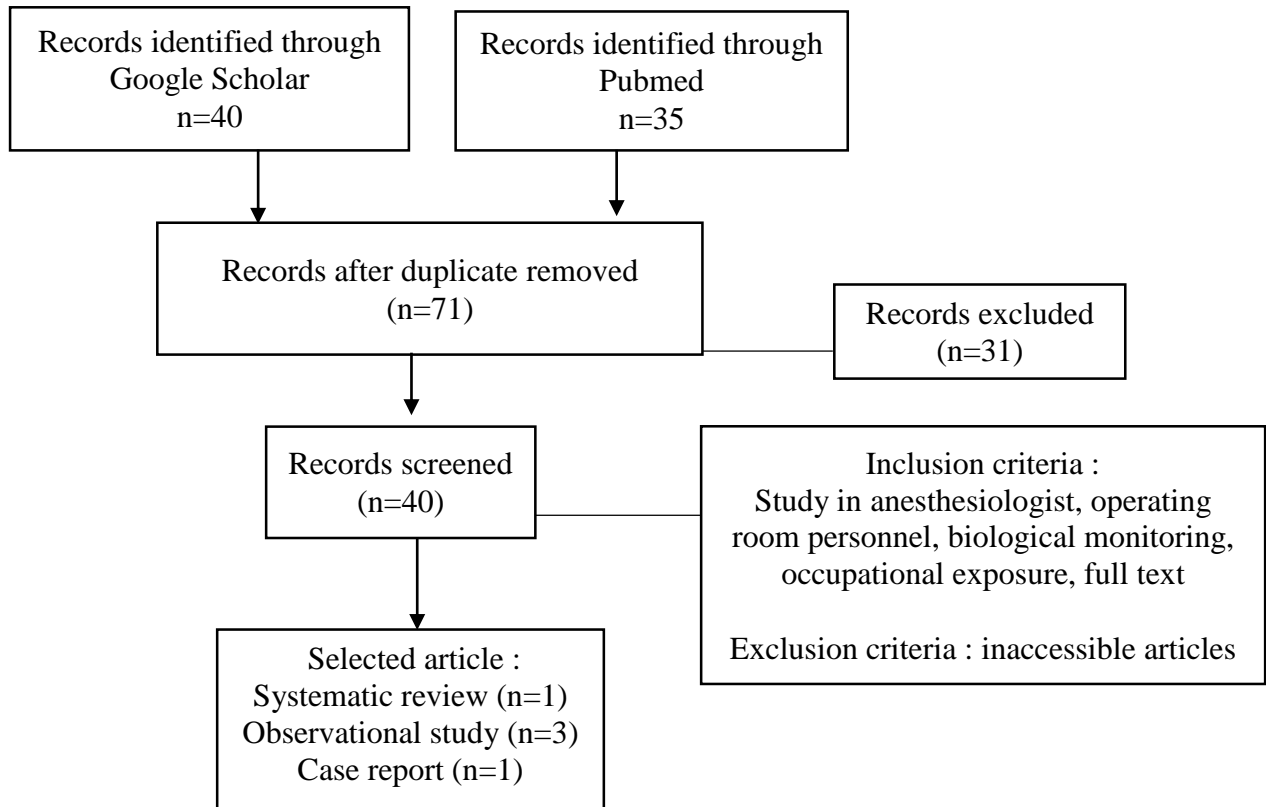 Records identified through
Google Scholar
n=40
Records identified through
Pubmed
n=35
Records after duplicate removed
(n=71)
Records excluded
(n=31)
Records screened
(n=40)
Inclusion criteria :
Study in anesthesiologist, operating
room personnel, biological monitoring,
occupational exposure, full text
Exclusion criteria : inaccessible articles
Selected article :
Systematic review (n=1)
Observational study (n=3)
Case report (n=1)